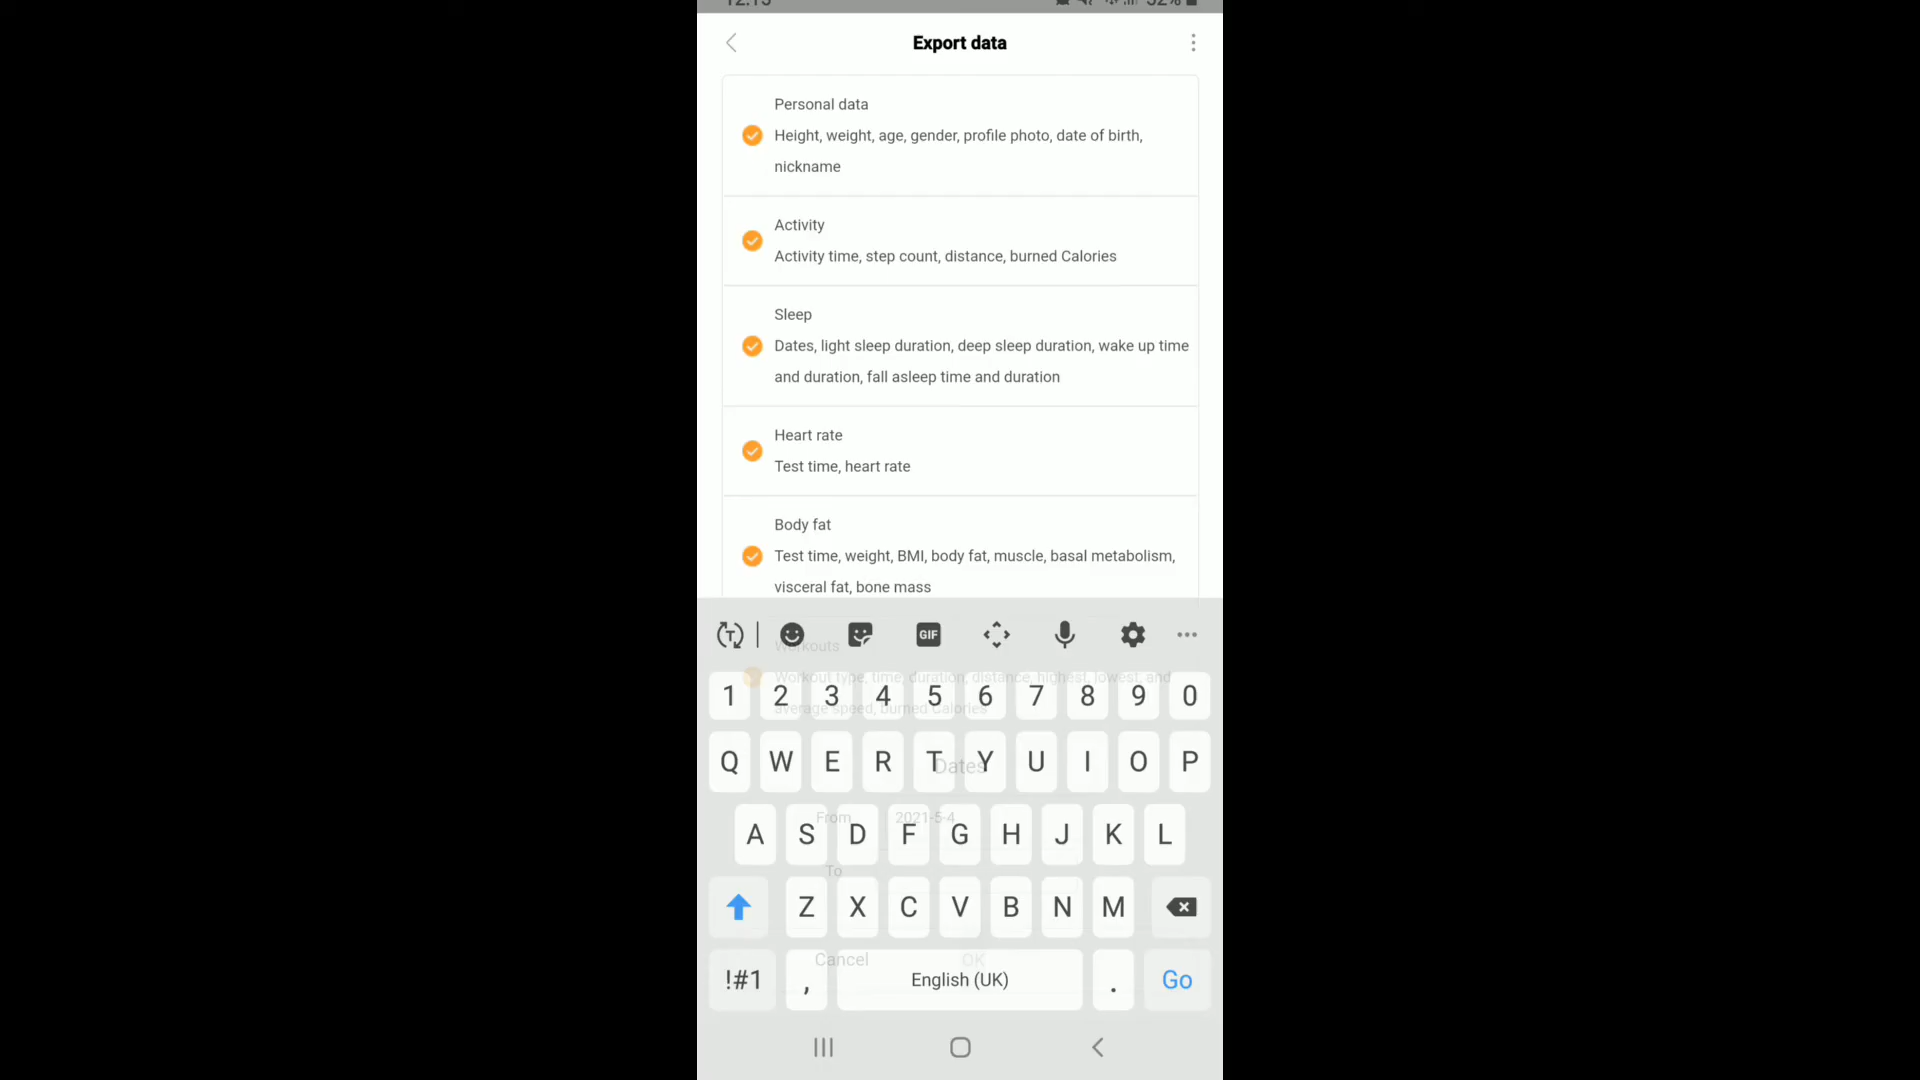 12:15
52%
Export data
Personal data
Height, weight, age, gender, profile photo, date of birth,
nickname
Activity
Activity time, step count, distance, burned Calories
Sleep
Dates, light sleep duration, deep sleep duration, wake up time
and duration, fall asleep time and duration
Heart rate
Test time, heart rate
Body fat
Test time, weight, BMI, body fat, muscle, basal metabolism,
visceral fat, bone mass
T GIF
Workouts
Workout type, time, duration, distance, highest, lowest, and
1 2 3 4 5 6 7 8 9 0
average speed, burned Calories
Q W E R T Y U I O P
Dates
From 2021-5-4
A S D F G H J K L
To
Z X C V B N M
Cancel OK
!#1 , English (UK) . Go